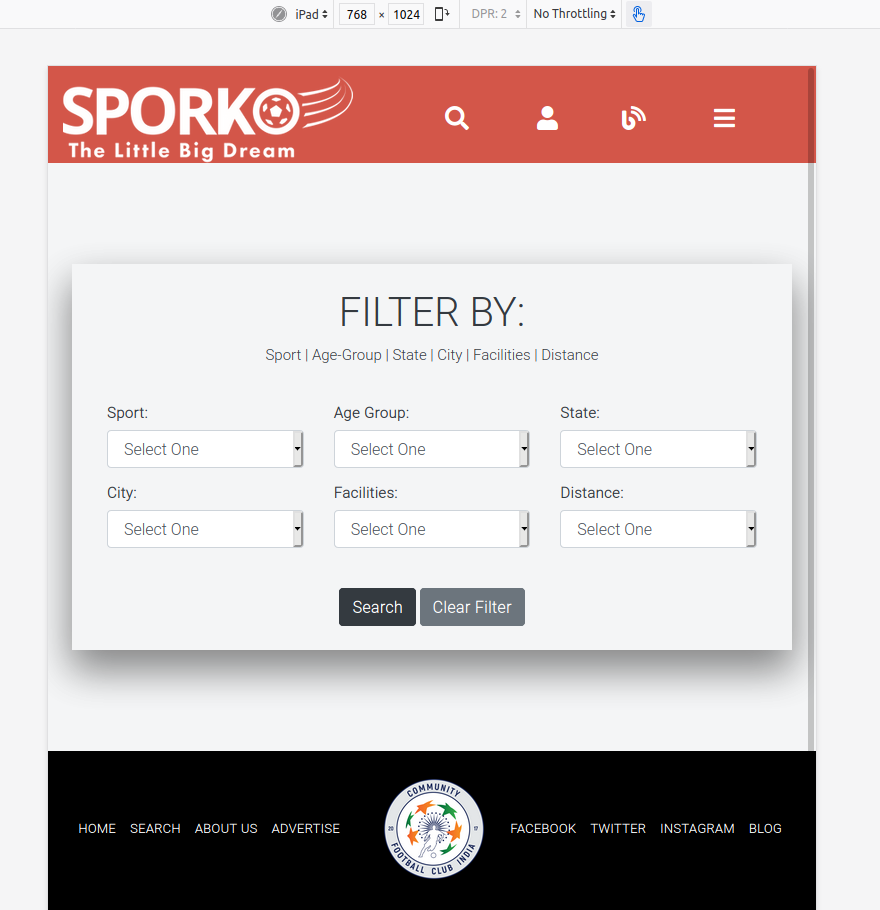 iPad 768 × 1024 DPR: 2 No Throttling
SPORKO
The Little Big Dream
FILTER BY:
Sport | Age-Group | State | City | Facilities | Distance
Sport: Age Group: State:
Select One Select One Select One
City: Facilities: Distance:
Select One Select One Select One
Search Clear Filter
COMMUNITY
20 17
FOOTBALL CLUB INDIA
HOME SEARCH ABOUT US ADVERTISE FACEBOOK TWITTER INSTAGRAM BLOG